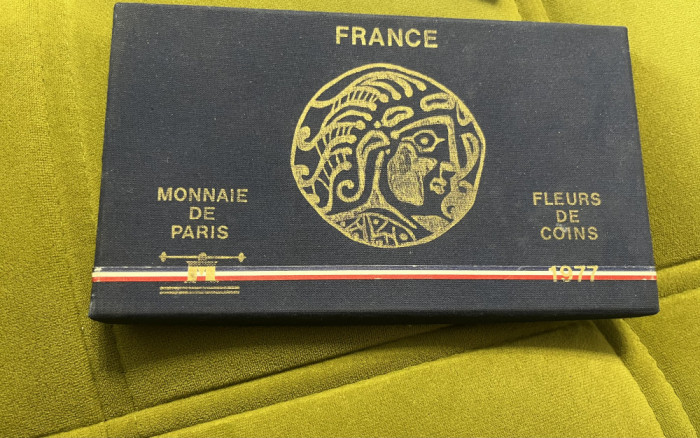 FRANCE
MONNAIE
DE
PARIS
FLEURS
DE
COINS
1977